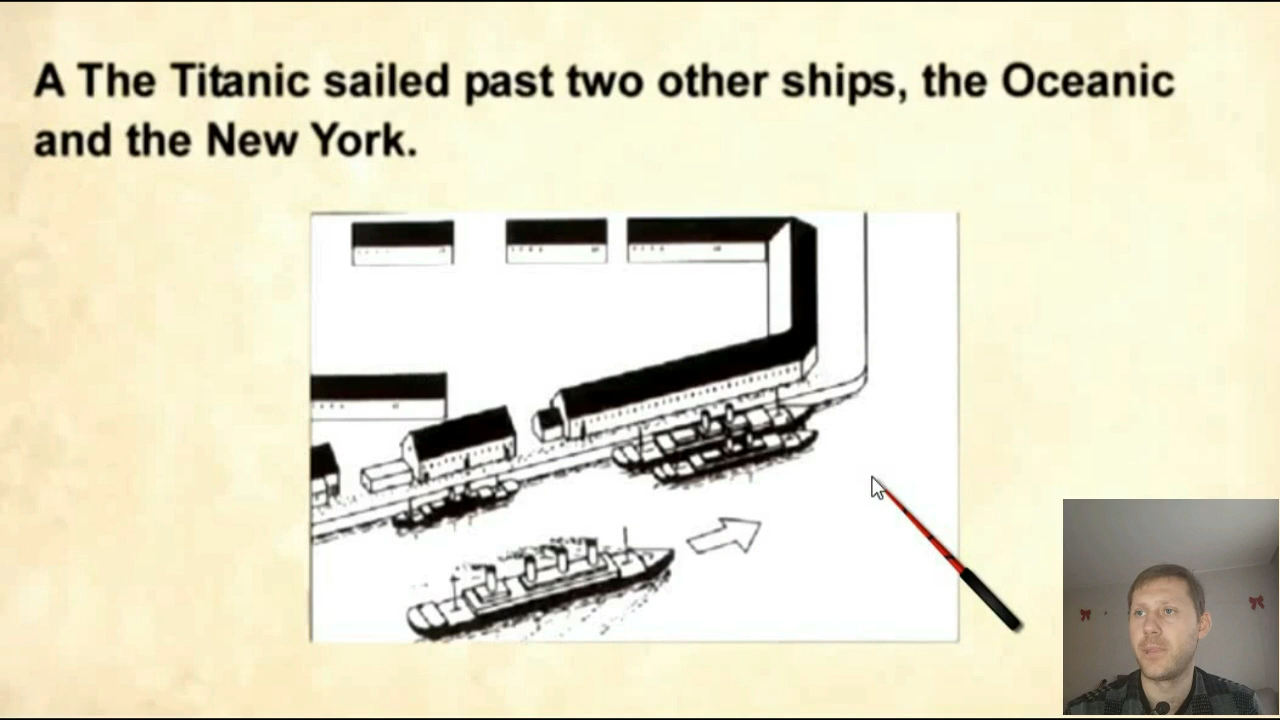 A The Titanic sailed past two other ships, the Oceanic
and the New York.